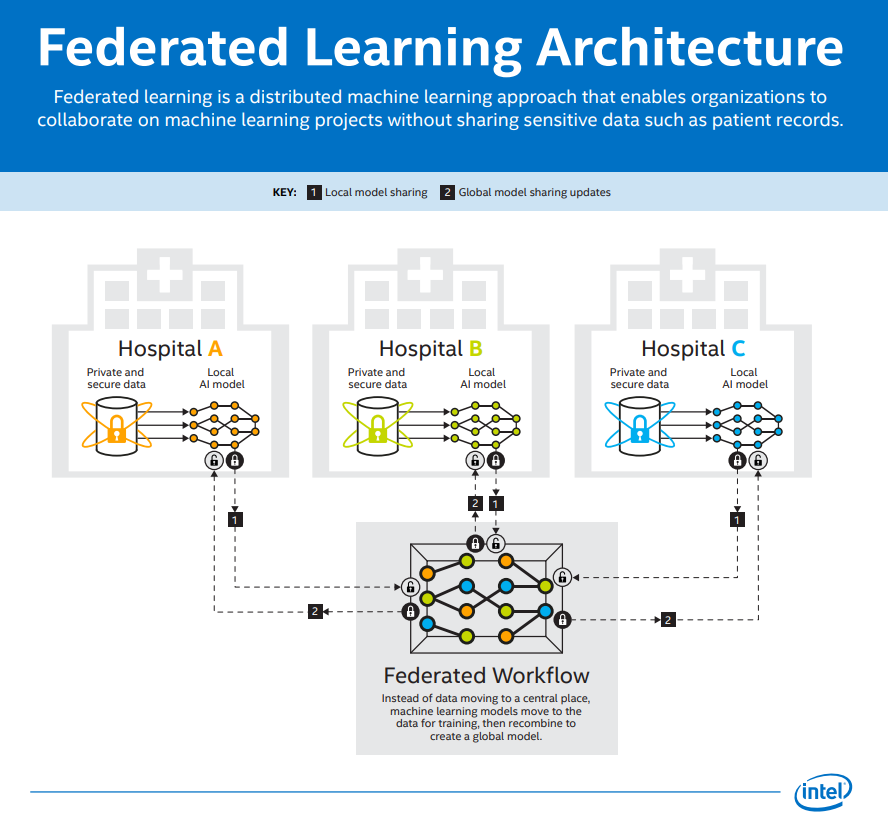 Federated Learning Architecture
Federated learning is a distributed machine learning approach that enables organizations to
collaborate on machine learning projects without sharing sensitive data such as patient records.
KEY: 1 Local model sharing 2 Global model sharing updates
Hospital A
Private and
secure data
Local
AI model
Hospital B
Private and
secure data
Local
AI model
Hospital C
Private and
secure data
Local
AI model
1
2
1
1
2
2
Federated Workflow
Instead of data moving to a central place,
machine learning models move to the
data for training, then recombine to
create a global model.
intel